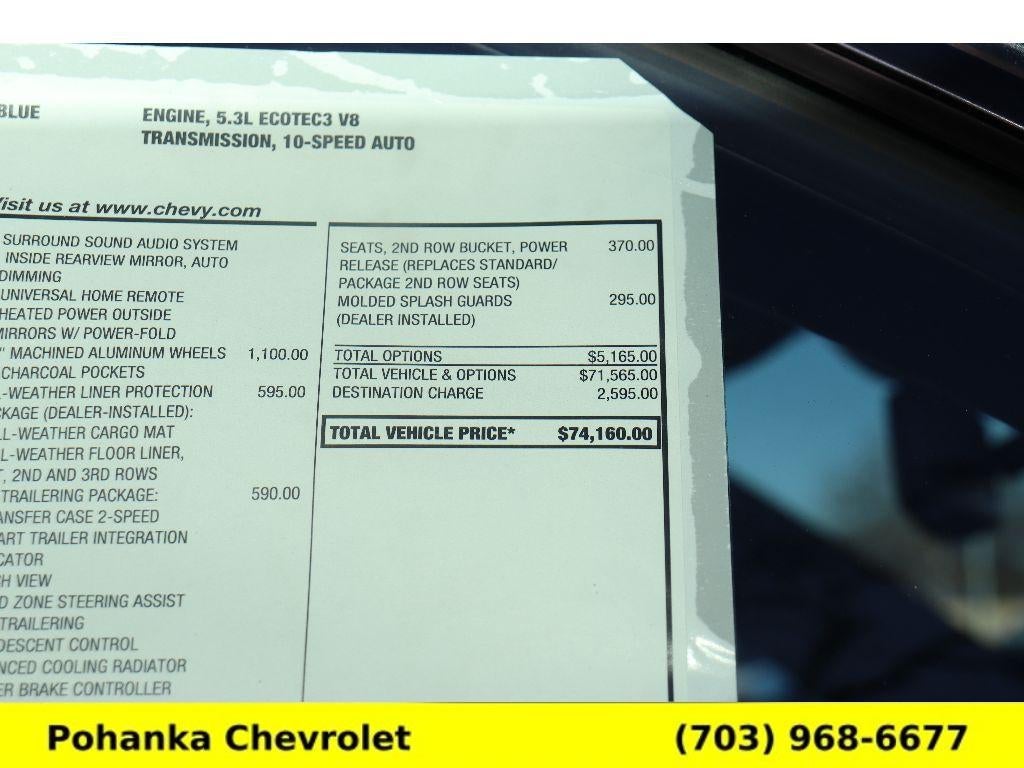 BLUE
ENGINE, 5.3L ECOTEC3 V8
TRANSMISSION, 10-SPEED AUTO
Visit us at www.chevy.com
SURROUND SOUND AUDIO SYSTEM
INSIDE REARVIEW MIRROR, AUTO
DIMMING
UNIVERSAL HOME REMOTE
HEATED POWER OUTSIDE
MIRRORS W/ POWER-FOLD
" MACHINED ALUMINUM WHEELS 1,100.00
CHARCOAL POCKETS
L-WEATHER LINER PROTECTION 595.00
CKAGE (DEALER-INSTALLED):
LL-WEATHER CARGO MAT
LL-WEATHER FLOOR LINER,
T, 2ND AND 3RD ROWS
TRAILERING PACKAGE: 590.00
ANSFER CASE 2-SPEED
ART TRAILER INTEGRATION
CATOR
H VIEW
D ZONE STEERING ASSIST
TRAILERING
DESCENT CONTROL
NCED COOLING RADIATOR
ER BRAKE CONTROLLER
SEATS, 2ND ROW BUCKET, POWER 370.00
RELEASE (REPLACES STANDARD/
PACKAGE 2ND ROW SEATS)
MOLDED SPLASH GUARDS 295.00
(DEALER INSTALLED)
TOTAL OPTIONS $5,165.00
TOTAL VEHICLE & OPTIONS $71,565.00
DESTINATION CHARGE 2,595.00
TOTAL VEHICLE PRICE* $74,160.00
Pohanka Chevrolet (703) 968-6677